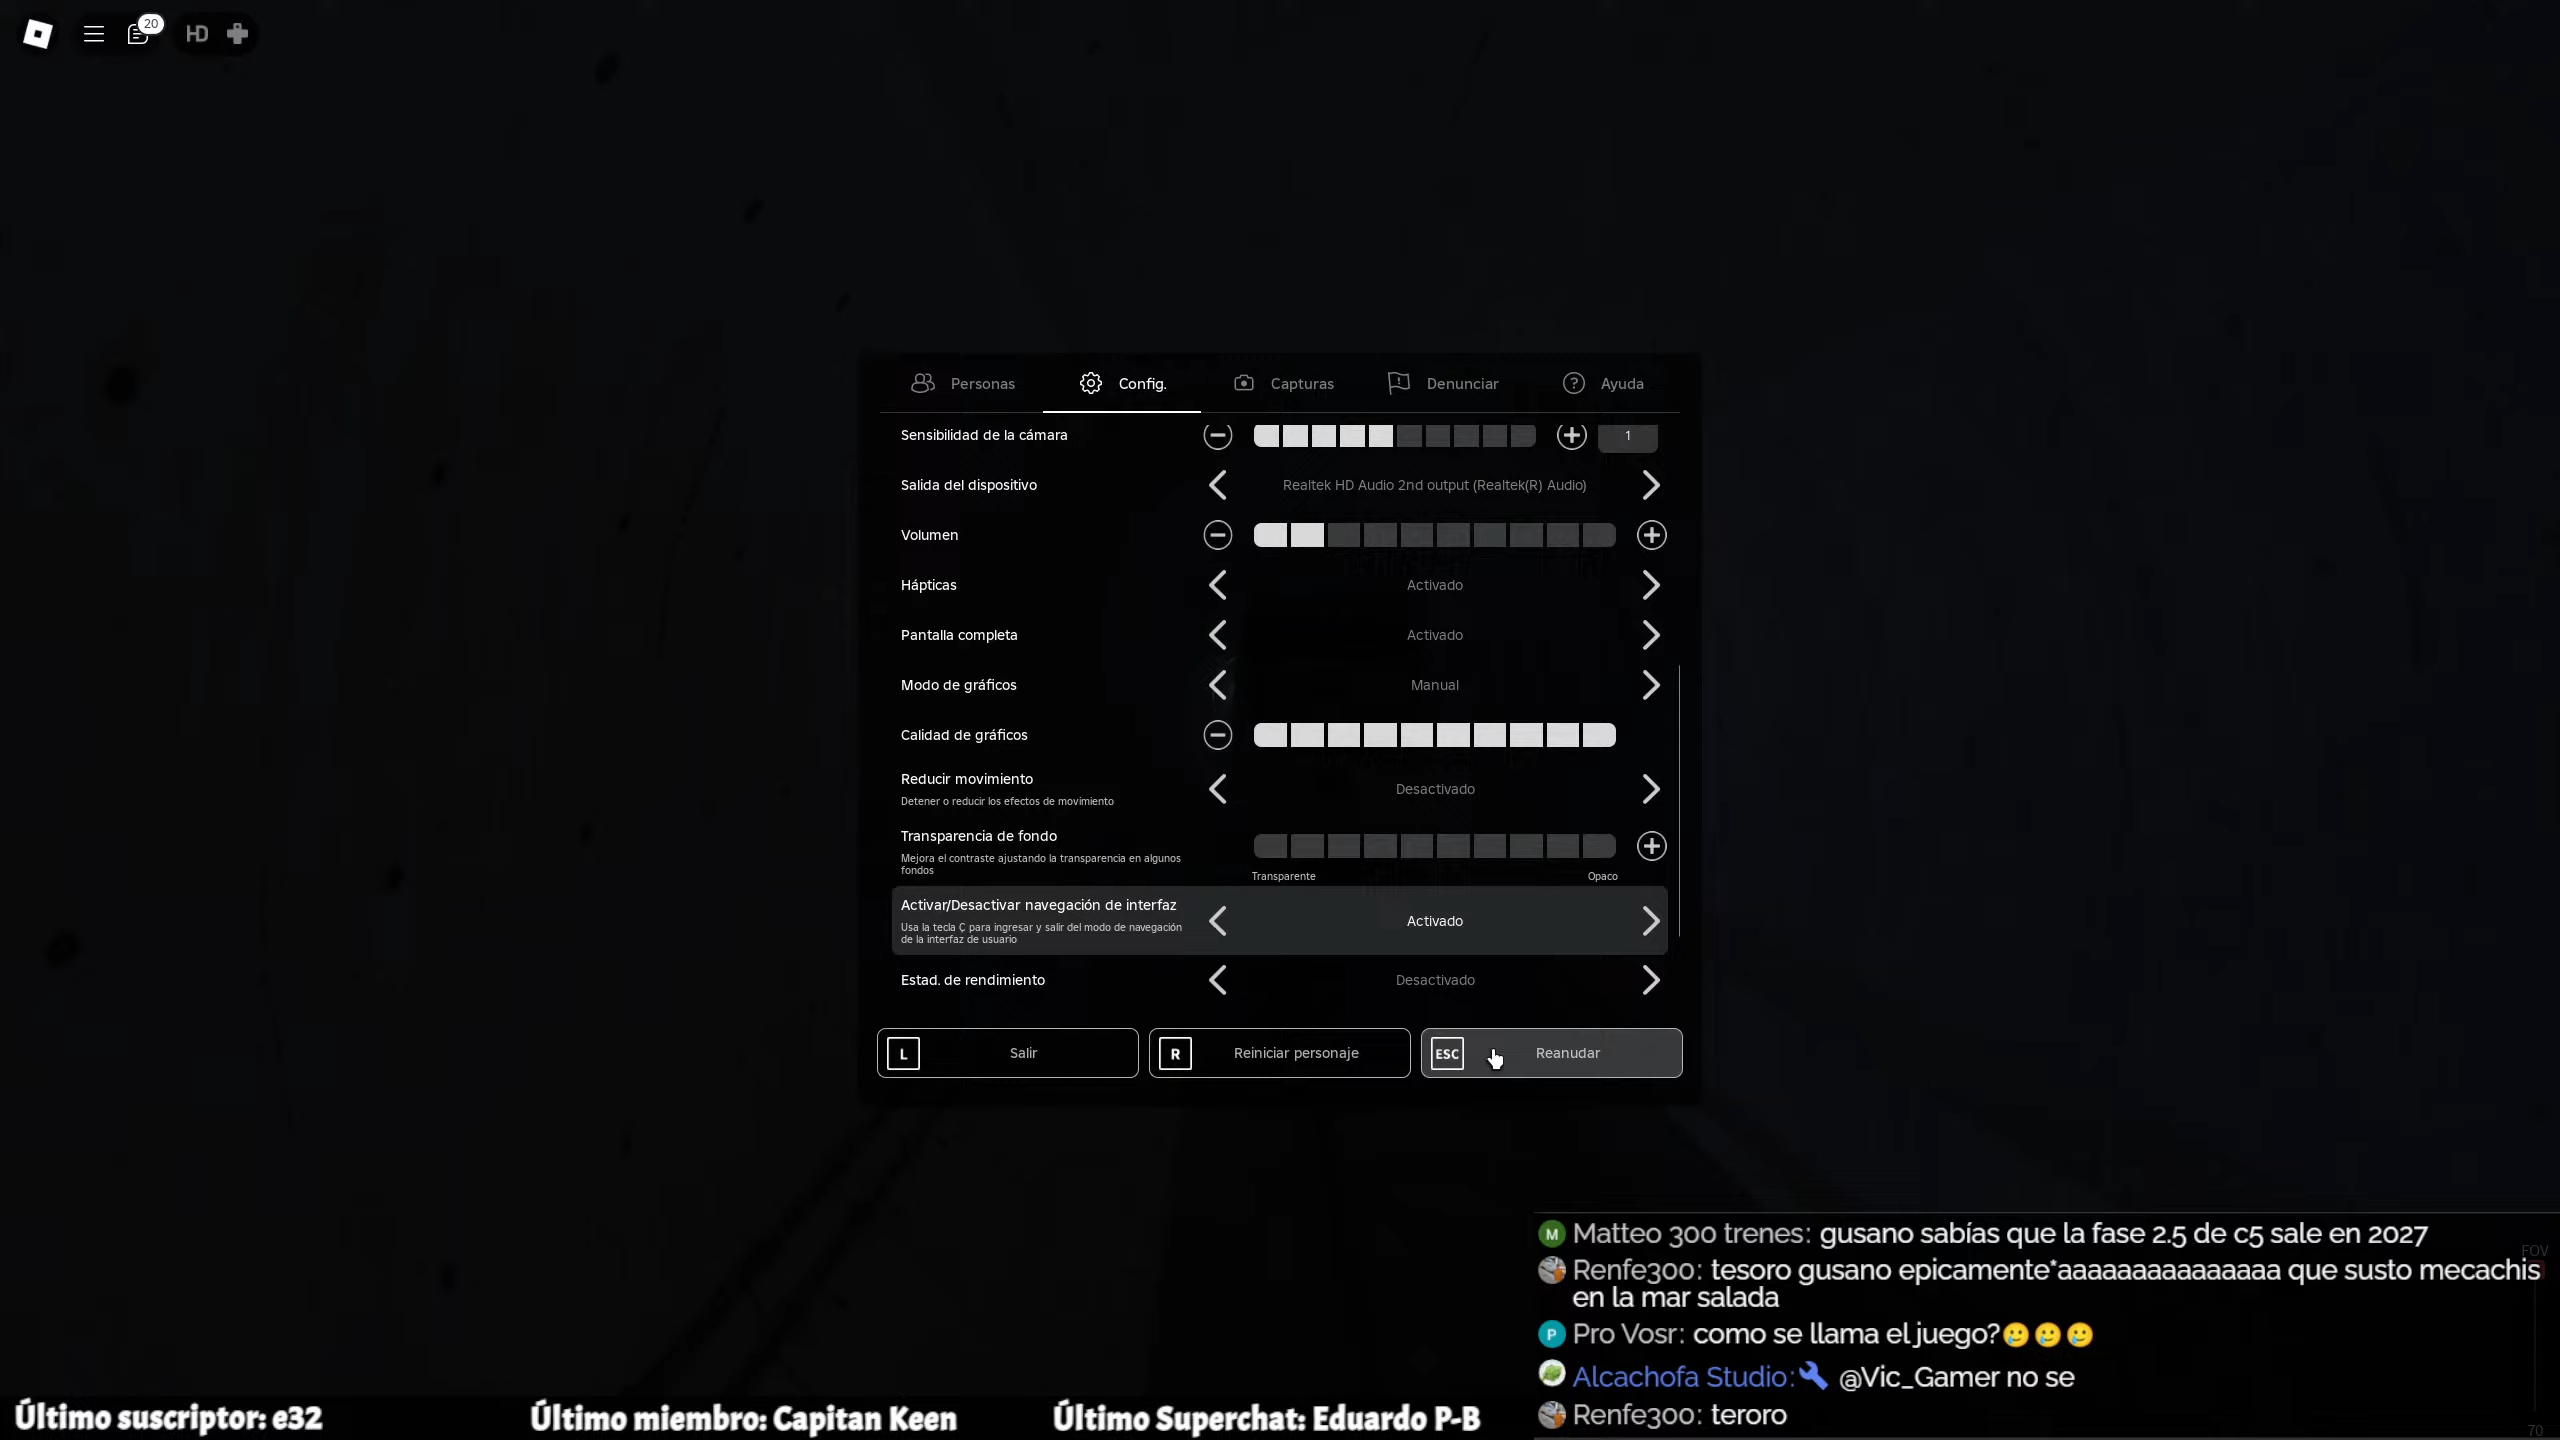 20
HD
Personas
Config.
Capturas
Denunciar
Ayuda
Sensibilidad de la cámara
1
Salida del dispositivo
Realtek HD Audio 2nd output (Realtek(R) Audio)
Volumen
Hápticas
Activado
Pantalla completa
Activado
Modo de gráficos
Manual
Calidad de gráficos
Reducir movimiento
Detener o reducir los efectos de movimiento
Desactivado
Transparencia de fondo
Mejora el contraste ajustando la transparencia en algunos
fondos
Transparente
Opaco
Activar/Desactivar navegación de interfaz
Usa la tecla Ç para ingresar y salir del modo de navegación
de la interfaz de usuario
Activado
Estad. de rendimiento
Desactivado
L Salir
R Reiniciar personaje
ESC Reanudar
M Matteo 300 trenes: gusano sabías que la fase 2.5 de c5 sale en 2027
FOV
Renfe300: tesoro gusano epicamente*aaaaaaaaaaaaaaa que susto mecachis
en la mar salada
P Pro Vosr: como se llama el juego?🥲🥲🥲
Alcachofa Studio:🔧 @Vic_Gamer no se
Renfe300: teroro
70
Último suscriptor: e32
Último miembro: Capitan Keen
Último Superchat: Eduardo P-B